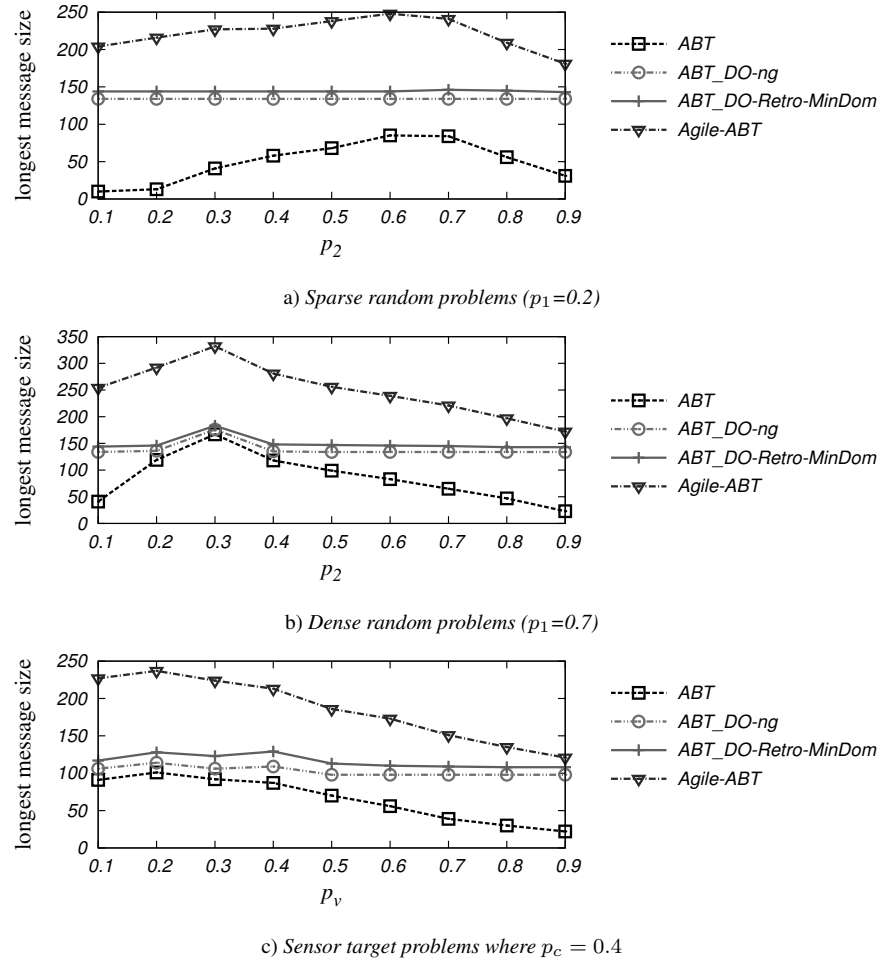 250
200
150
100
50
0
longest message size
0.1 0.2 0.3 0.4 0.5 0.6 0.7 0.8 0.9
p2
ABT
ABT_DO-ng
ABT_DO-Retro-MinDom
Agile-ABT
a) Sparse random problems (p1=0.2)
350
300
250
200
150
100
50
0
longest message size
0.1 0.2 0.3 0.4 0.5 0.6 0.7 0.8 0.9
p2
ABT
ABT_DO-ng
ABT_DO-Retro-MinDom
Agile-ABT
b) Dense random problems (p1=0.7)
250
200
150
100
50
0
longest message size
0.1 0.2 0.3 0.4 0.5 0.6 0.7 0.8 0.9
pv
ABT
ABT_DO-ng
ABT_DO-Retro-MinDom
Agile-ABT
c) Sensor target problems where pc = 0.4